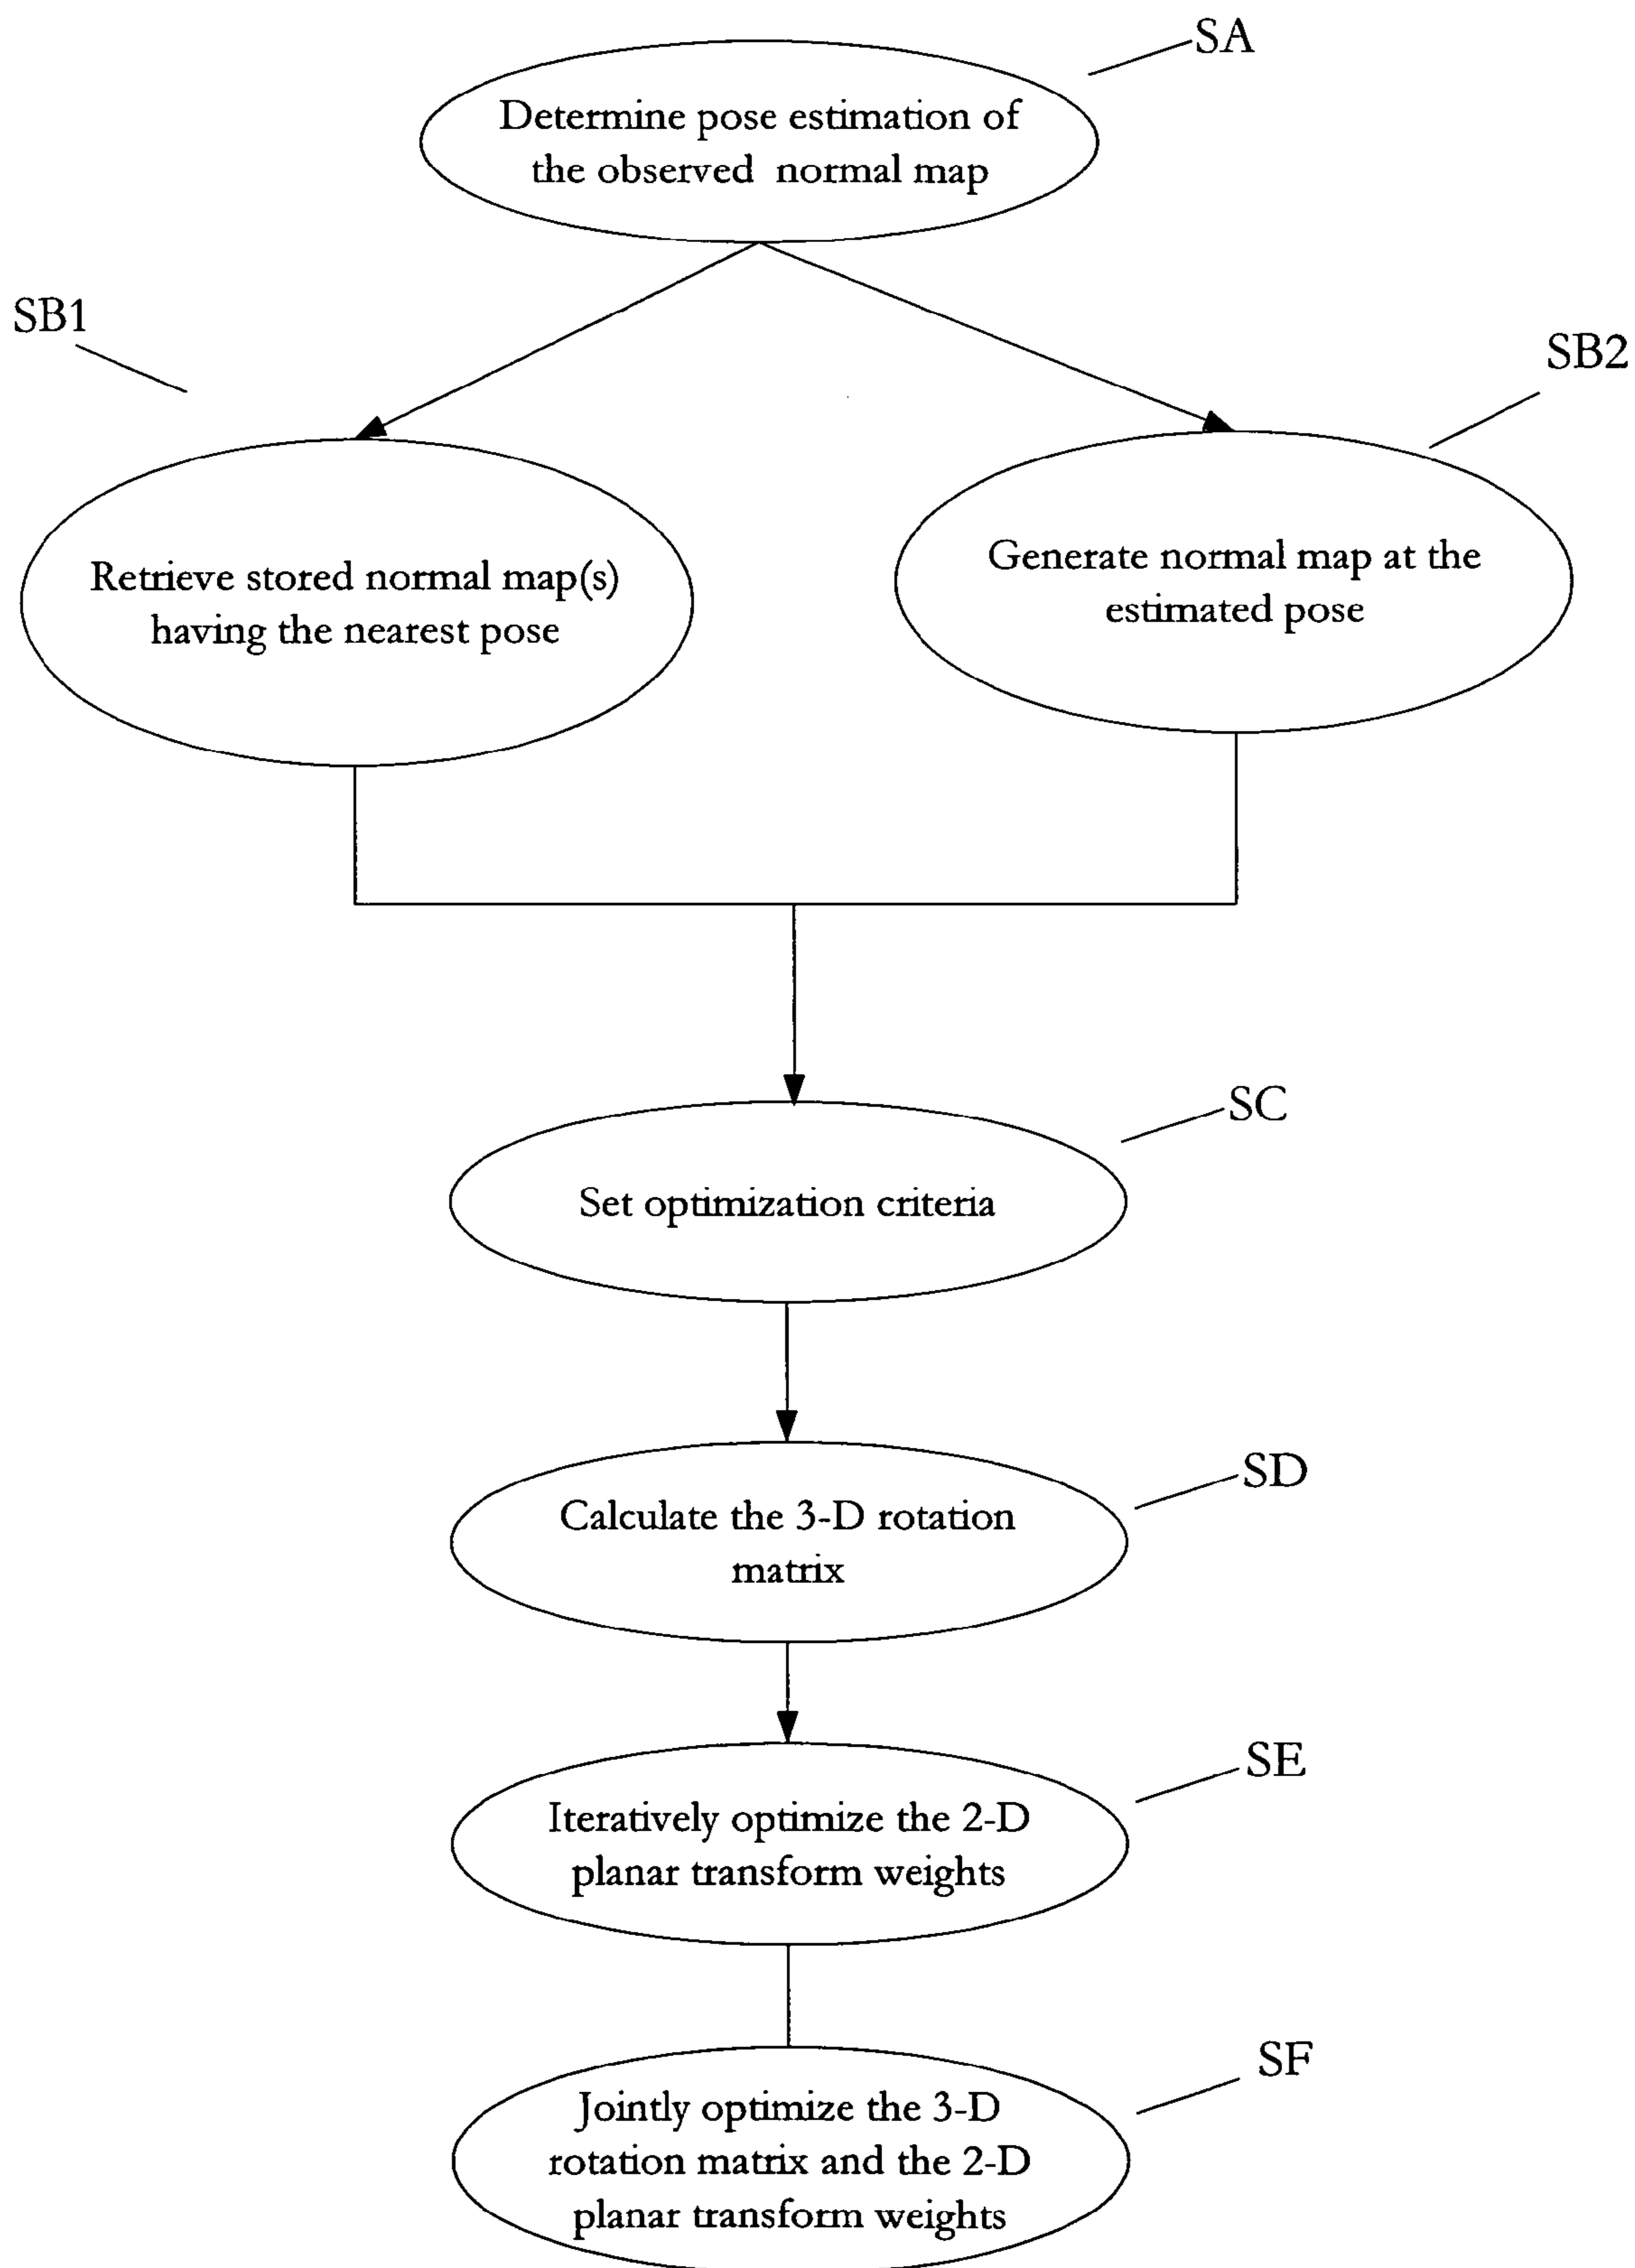 SA
Determine pose estimation of
the observed normal map
SB1
SB2
Retrieve stored normal map(s)
having the nearest pose
Generate normal map at the
estimated pose
SC
Set optimization criteria
SD
Calculate the 3-D rotation
matrix
SE
Iteratively optimize the 2-D
planar transform weights
SF
Jointly optimize the 3-D
rotation matrix and the 2-D
planar transform weights